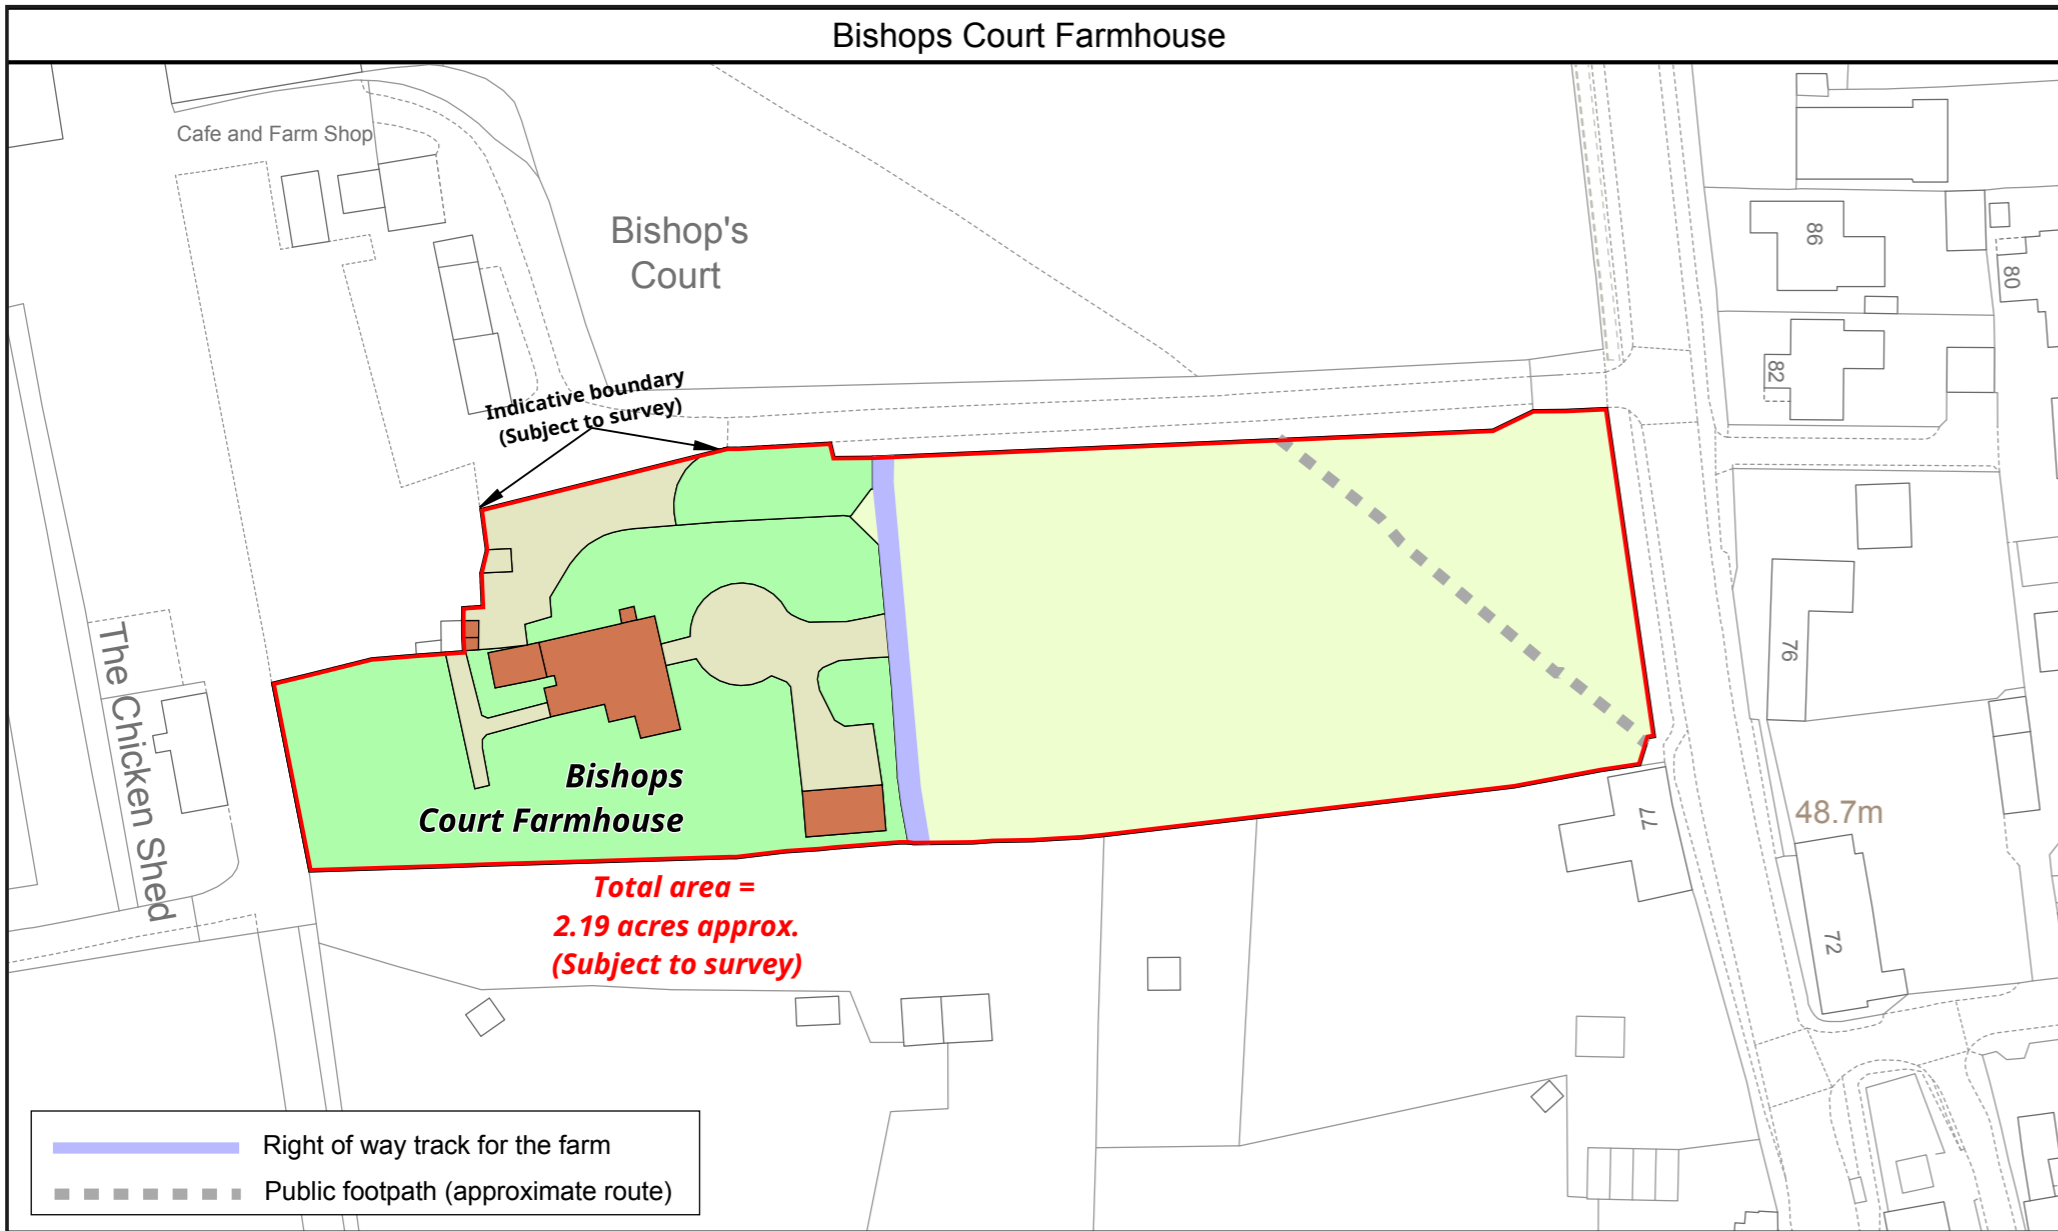 Bishops Court Farmhouse
Cafe and Farm Shop
Bishop's
Court
86
80
82
Indicative boundary
(Subject to survey)
The Chicken Shed
76
Bishops
Court Farmhouse
77
48.7m
72
Total area =
2.19 acres approx.
(Subject to survey)
Right of way track for the farm
Public footpath (approximate route)